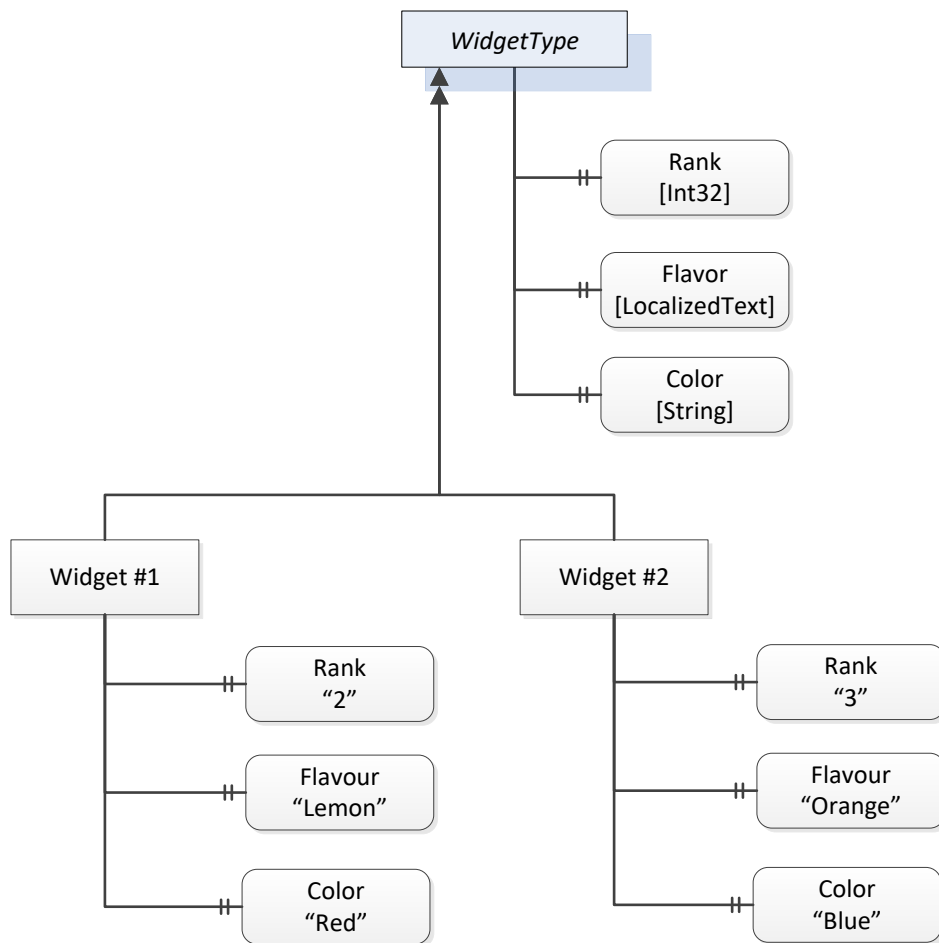 WidgetType
Rank
[Int32]
Flavor
[LocalizedText]
Color
[String]
Widget #1
Widget #2
Rank
“2”
Flavour
“Lemon”
Color
“Red”
Rank
“3”
Flavour
“Orange”
Color
“Blue”